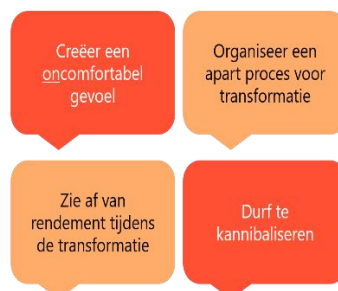 Creëer een
oncomfortabel
gevoel
Organiseer een
apart proces voor
transformatie
Zie af van
rendement tijdens
de transformatie
Durf te
kannibaliseren